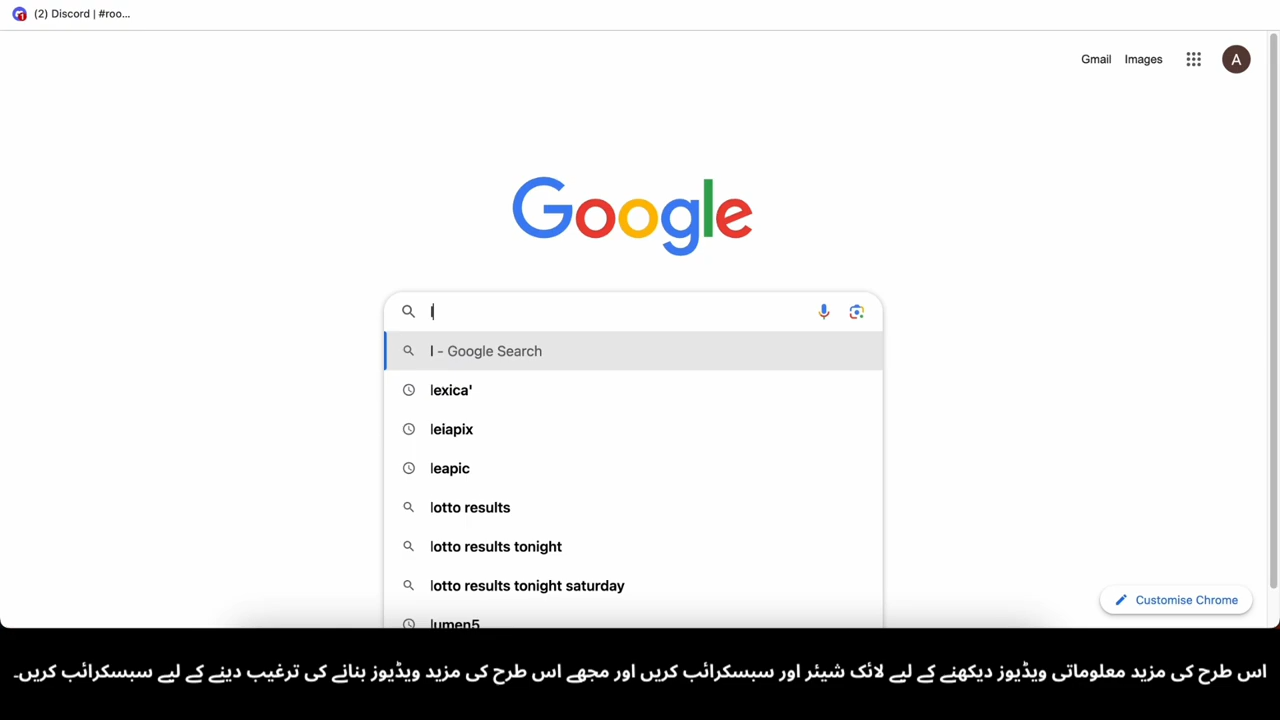 (2) Discord | #roo...
Gmail Images A
Google
l
l - Google Search
lexica'
leiapix
leapic
lotto results
lotto results tonight
lotto results tonight saturday
lumen5
Customise Chrome
اس طرح کی مزید معلوماتی ویڈیوز دیکھنے کے لیے لائک شیئر اور سبسکرائب کریں اور مجھے اس طرح کی مزید ویڈیوز بنانے کی ترغیب دینے کے لیے سبسکرائب کریں۔